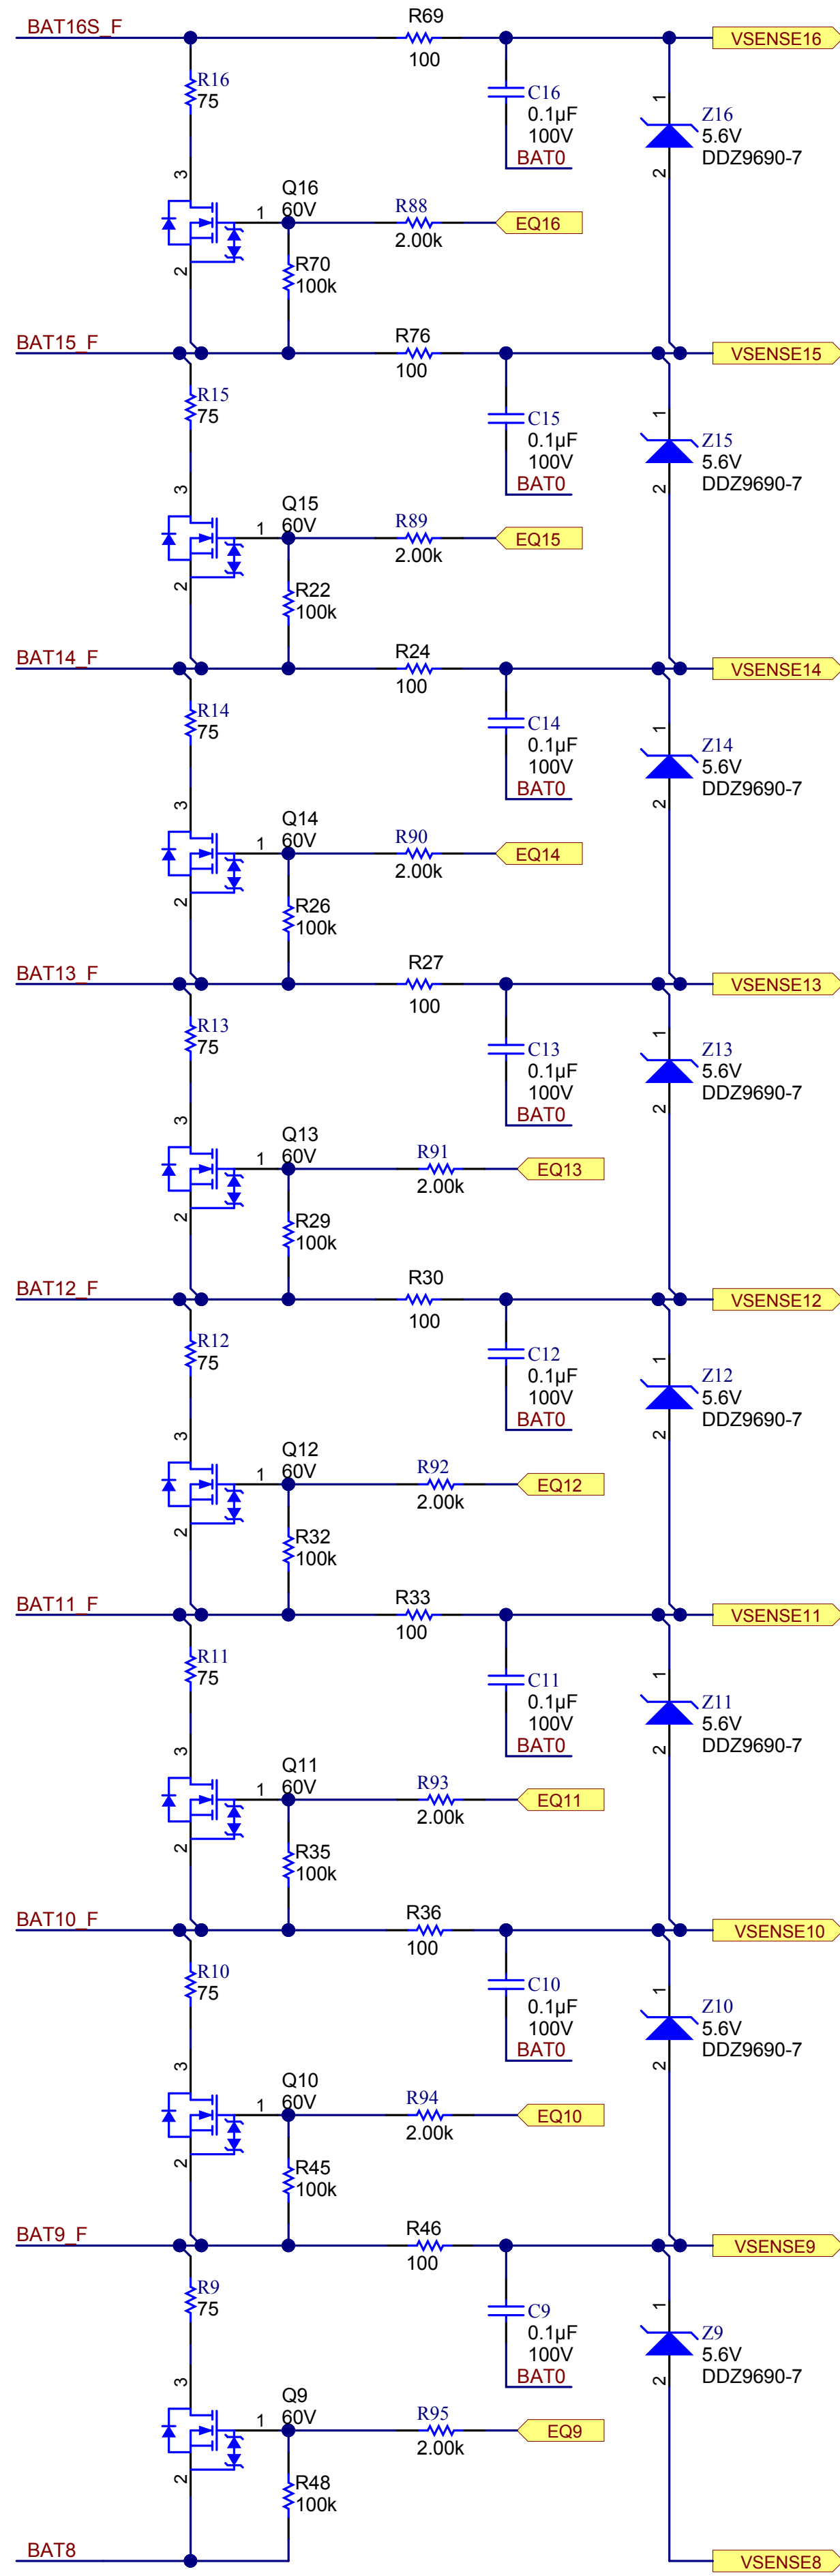 BAT16S_F
R69
100
VSENSE16
R16
75
C16
0.1µF
100V
BAT0
1
Z16
5.6V
DDZ9690-7
2
3
Q16
60V
1
R88
2.00k
EQ16
2
R70
100k
BAT15_F
R76
100
VSENSE15
R15
75
C15
0.1µF
100V
BAT0
1
Z15
5.6V
DDZ9690-7
2
3
Q15
60V
1
R89
2.00k
EQ15
2
R22
100k
BAT14_F
R24
100
VSENSE14
R14
75
C14
0.1µF
100V
BAT0
1
Z14
5.6V
DDZ9690-7
2
3
Q14
60V
1
R90
2.00k
EQ14
2
R26
100k
BAT13_F
R27
100
VSENSE13
R13
75
C13
0.1µF
100V
BAT0
1
Z13
5.6V
DDZ9690-7
2
3
Q13
60V
1
R91
2.00k
EQ13
2
R29
100k
BAT12_F
R30
100
VSENSE12
R12
75
C12
0.1µF
100V
BAT0
1
Z12
5.6V
DDZ9690-7
2
3
Q12
60V
1
R92
2.00k
EQ12
2
R32
100k
BAT11_F
R33
100
VSENSE11
R11
75
C11
0.1µF
100V
BAT0
1
Z11
5.6V
DDZ9690-7
2
3
Q11
60V
1
R93
2.00k
EQ11
2
R35
100k
BAT10_F
R36
100
VSENSE10
R10
75
C10
0.1µF
100V
BAT0
1
Z10
5.6V
DDZ9690-7
2
3
Q10
60V
1
R94
2.00k
EQ10
2
R45
100k
BAT9_F
R46
100
VSENSE9
R9
75
C9
0.1µF
100V
BAT0
1
Z9
5.6V
DDZ9690-7
2
3
Q9
60V
1
R95
2.00k
EQ9
2
R48
100k
BAT8
VSENSE8